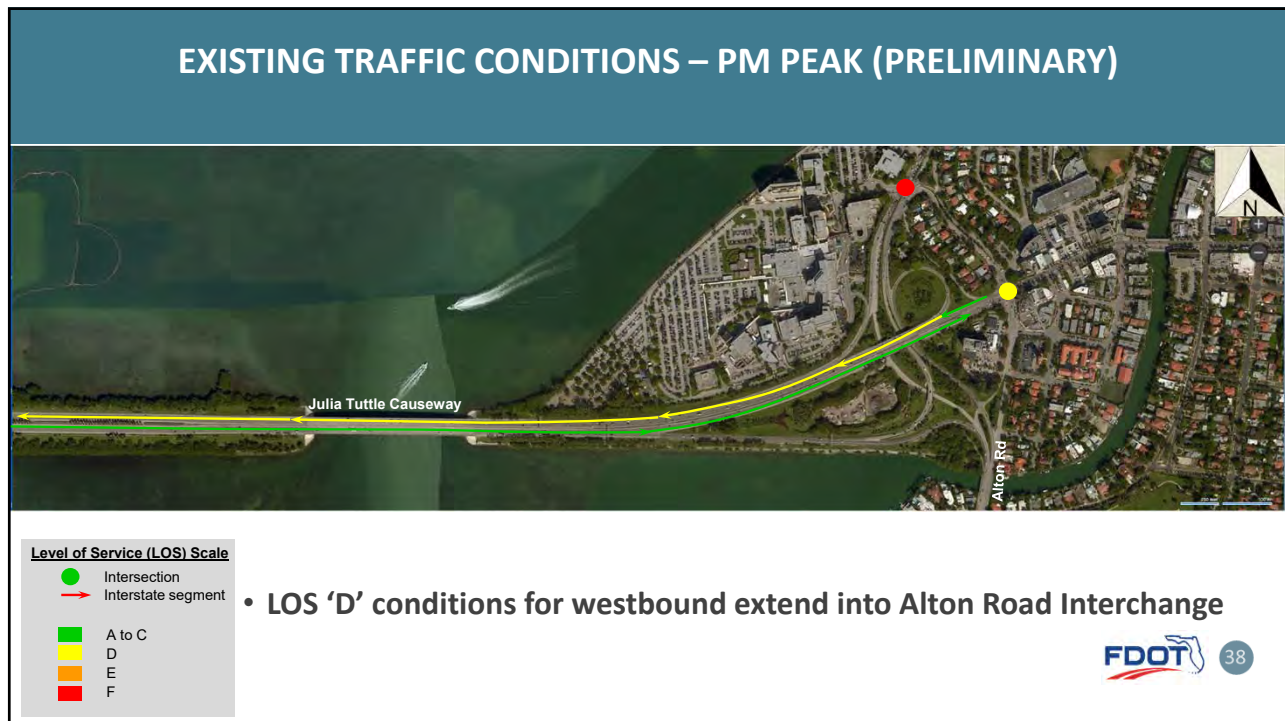 EXISTING TRAFFIC CONDITIONS – PM PEAK (PRELIMINARY)
N
Julia Tuttle Causeway
Alton Rd
Level of Service (LOS) Scale
Intersection
Interstate segment
A to C
D
E
F
• LOS ‘D’ conditions for westbound extend into Alton Road Interchange
FDOT
38